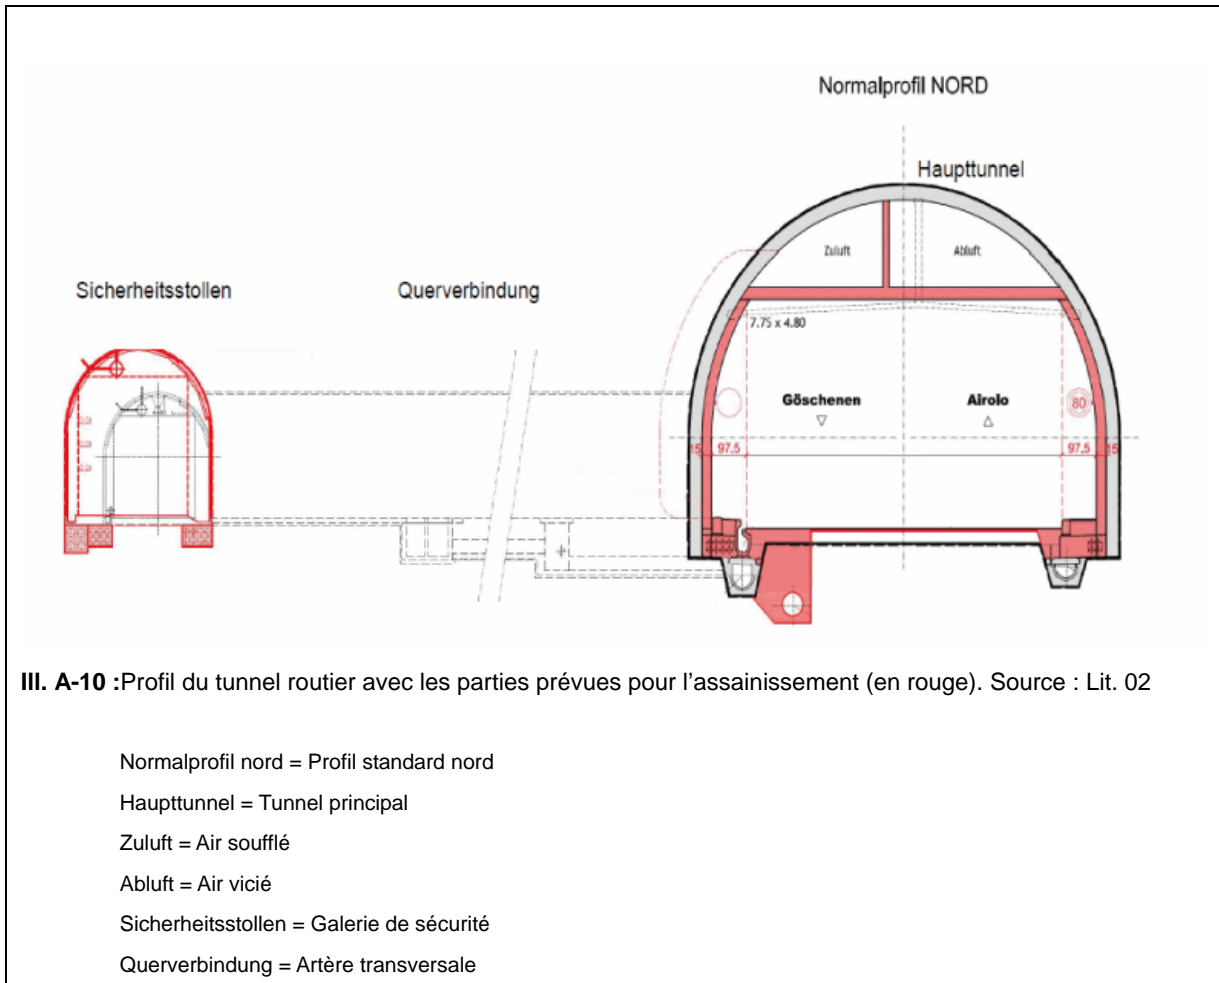 Normalprofil NORD
Haupttunnel
Zuluft Abluft
Sicherheitsstollen Querverbindung
7.75 x 4.80
Göschenen Airolo
80
15 97.5 97.5 15
III. A-10 :Profil du tunnel routier avec les parties prévues pour l’assainissement (en rouge). Source : Lit. 02
Normalprofil nord = Profil standard nord
Haupttunnel = Tunnel principal
Zuluft = Air soufflé
Abluft = Air vicié
Sicherheitsstollen = Galerie de sécurité
Querverbindung = Artère transversale